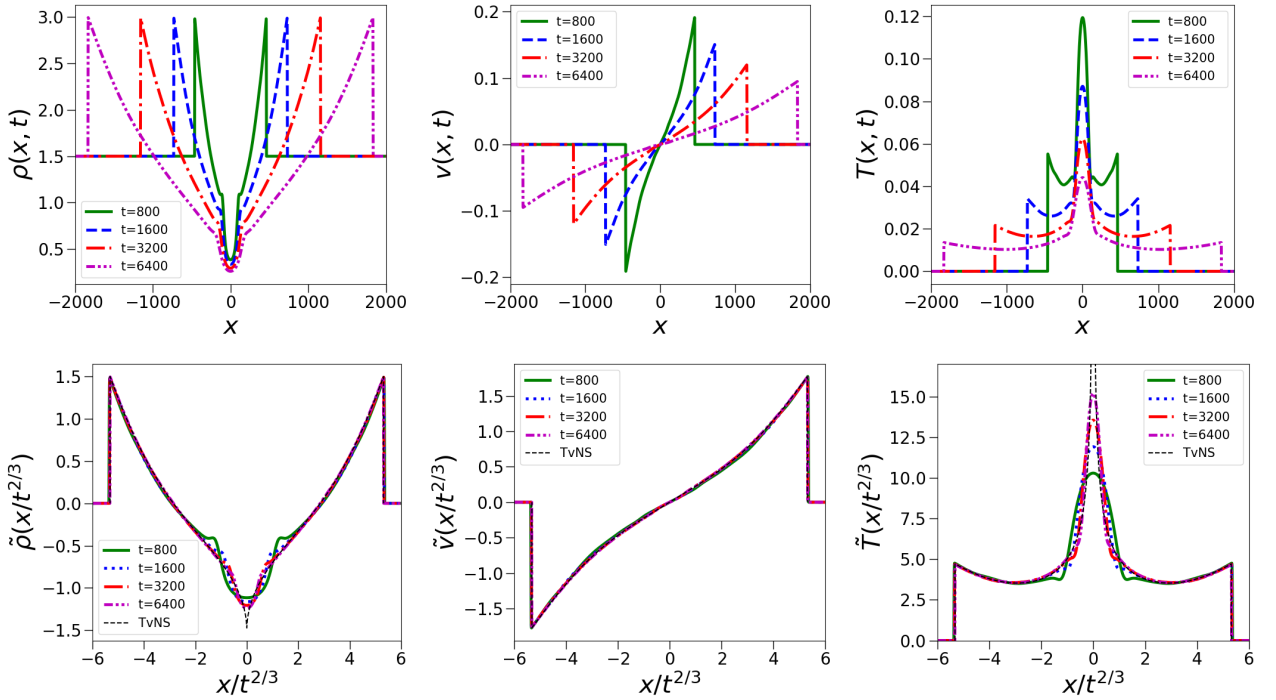 ρ(x, t)
3.0
2.5
2.0
1.5
1.0
0.5
t=800
t=1600
t=3200
t=6400
−2000 −1000 0 1000 2000
x
v(x, t)
0.2
0.1
0.0
−0.1
−0.2
t=800
t=1600
t=3200
t=6400
−2000 −1000 0 1000 2000
x
T(x, t)
0.12
0.10
0.08
0.06
0.04
0.02
0.00
t=800
t=1600
t=3200
t=6400
−2000 −1000 0 1000 2000
x
ρ̃(x/t^{2/3})
1.5
1.0
0.5
0.0
−0.5
−1.0
−1.5
t=800
t=1600
t=3200
t=6400
TvNS
−6 −4 −2 0 2 4 6
x/t^{2/3}
ṽ(x/t^{2/3})
1.5
1.0
0.5
0.0
−0.5
−1.0
−1.5
t=800
t=1600
t=3200
t=6400
TvNS
−6 −4 −2 0 2 4 6
x/t^{2/3}
T̃(x/t^{2/3})
15.0
12.5
10.0
7.5
5.0
2.5
0.0
t=800
t=1600
t=3200
t=6400
TvNS
−6 −4 −2 0 2 4 6
x/t^{2/3}